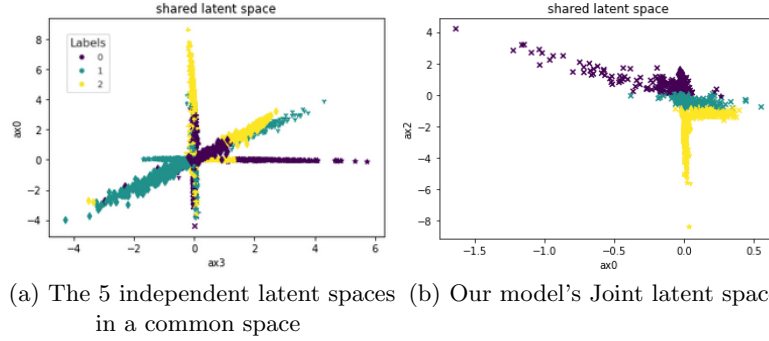 shared latent space
8
6
4
2
0
−2
−4
ax0
Labels
0
1
2
−4
−2
0
2
4
6
ax3
shared latent space
4
2
0
−2
−4
−6
−8
ax2
−1.5
−1.0
−0.5
0.0
0.5
ax0
(a) The 5 independent latent spaces
in a common space
(b) Our model's Joint latent spac